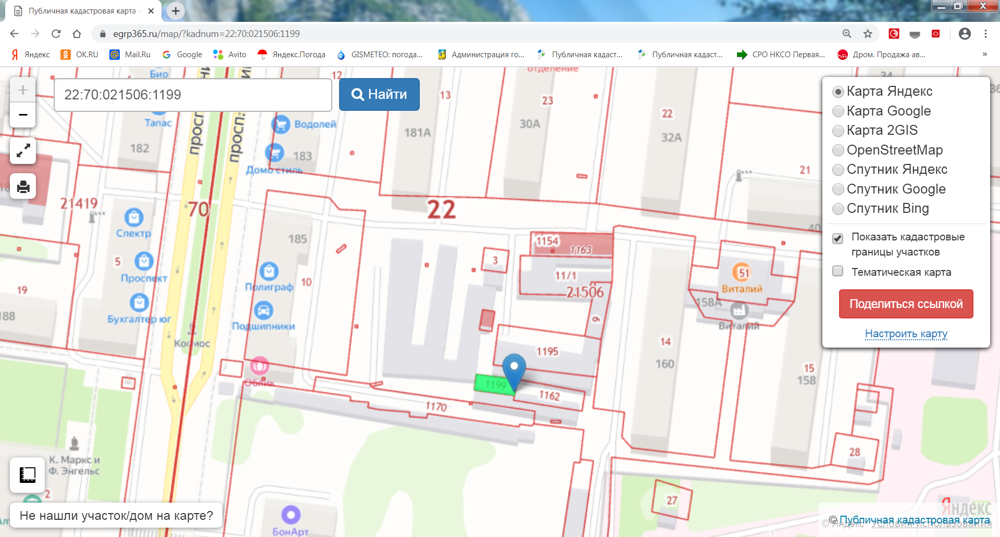 Публичная кадастровая карта -
egrp365.ru/map/?kadnum=22:70:021506:1199
Яндекс
OK.RU
Mail.Ru
Google
Avito
Яндекс.Погода
GISMETEO: погода...
Администрация го...
Публичная кадаст...
Публичная кадаст...
СРО НКСО Первая...
Дром. Продажа ав...
»
Био
12
отделение
34
22:70:021506:1199
Найти
13
23
22
Тапас
просп.
просп.
Водолей
181А
30А
32А
182
183
Домо стиль
21
21419
70
22
40
Спектр
185
1154
1163
3
5
Проспект
Полиграф
10
11/1
21506
51
Виталий
19
Бухгалтер юг
158А
188
Подшипники
9
Виталий
Космос
1195
14
160
15
158
Облик
1199
1162
1170
К. Маркс и
Ф. Энгельс
28
2
27
БонАрт
Карта Яндекс
Карта Google
Карта 2GIS
OpenStreetMap
Спутник Яндекс
Спутник Google
Спутник Bing
Показать кадастровые
границы участков
Тематическая карта
Поделиться ссылкой
Настроить карту
Не нашли участок/дом на карте?
Яндекс
© Публичная кадастровая карта
© Яндекс Условия использования